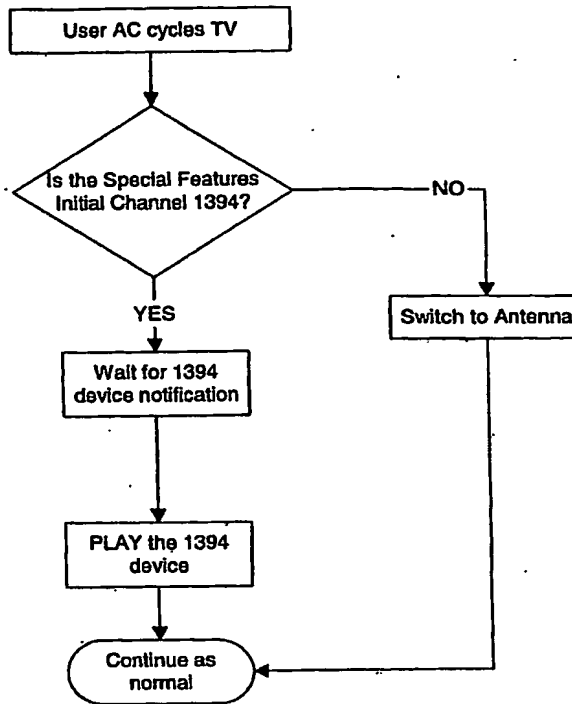 User AC cycles TV
Is the Special Features
Initial Channel 1394?
NO
YES
Switch to Antenna
Wait for 1394
device notification
PLAY the 1394
device
Continue as
normal